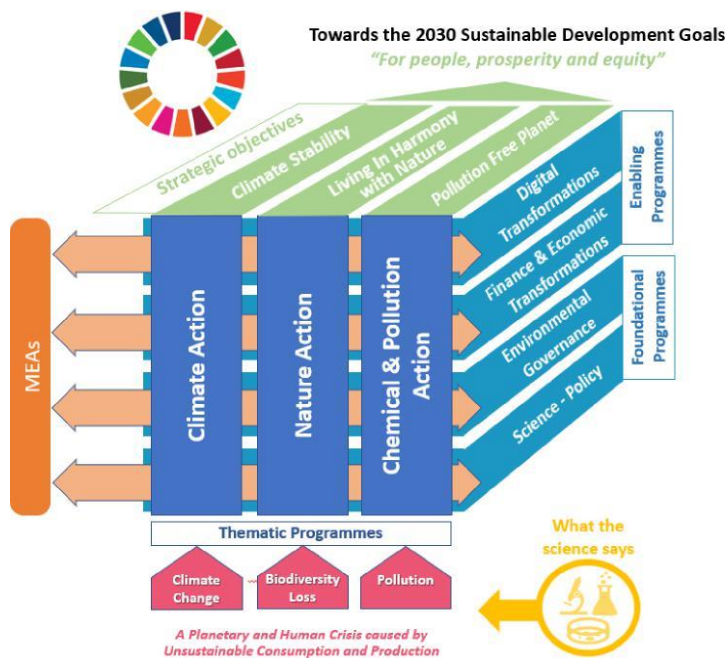 Towards the 2030 Sustainable Development Goals
“For people, prosperity and equity”
Strategic objectives
Climate Stability
Living In Harmony
with Nature
Pollution Free Planet
Digital
Transformations
Finance & Economic
Transformations
Environmental
Governance
Science - Policy
Enabling
Programmes
Foundational
Programmes
MEAs
Climate Action
Nature Action
Chemical & Pollution
Action
Thematic Programmes
Climate
Change
Biodiversity
Loss
Pollution
What the
science says
A Planetary and Human Crisis caused by
Unsustainable Consumption and Production